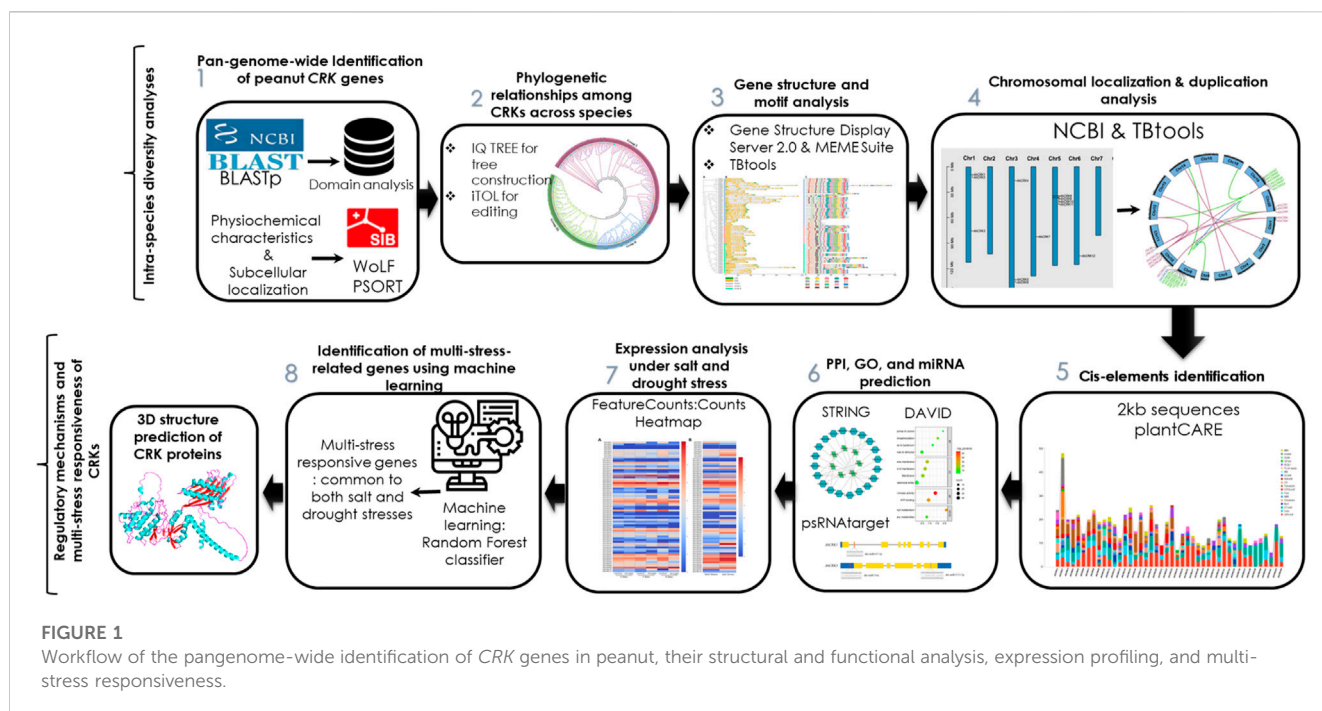 Intra-species diversity analyses
1
Pan-genome-wide Identification
of peanut CRK genes
NCBI
BLAST
BLASTp
Domain analysis
Physiochemical
characteristics
&
Subcellular
localization
SIB
WoLF
PSORT
2
Phylogenetic
relationships among
CRKs across species
❖ IQ TREE for
tree
construction
❖ iTOL for
editing
3
Gene structure and
motif analysis
❖ Gene Structure Display
Server 2.0 & MEME Suite
❖ TBtools
4
Chromosomal localization & duplication
analysis
NCBI & TBtools
Chr1 Chr2 Chr3 Chr4 Chr5 Chr6 Chr7
5
Cis-elements identification
2kb sequences
plantCARE
6
PPI, GO, and miRNA
prediction
STRING
DAVID
psRNAtarget
7
Expression analysis
under salt and
drought stress
FeatureCounts:Counts
Heatmap
A
B
8
Identification of multi-stress-
related genes using machine
learning
Multi-stress
responsive genes
: common to
both salt and
drought stresses
Machine
learning:
Random Forest
classifier
3D structure
prediction of
CRK proteins
Regulatory mechanisms and
multi-stress responsiveness of
CRKs
FIGURE 1
Workflow of the pangenome-wide identification of CRK genes in peanut, their structural and functional analysis, expression profiling, and multi-
stress responsiveness.